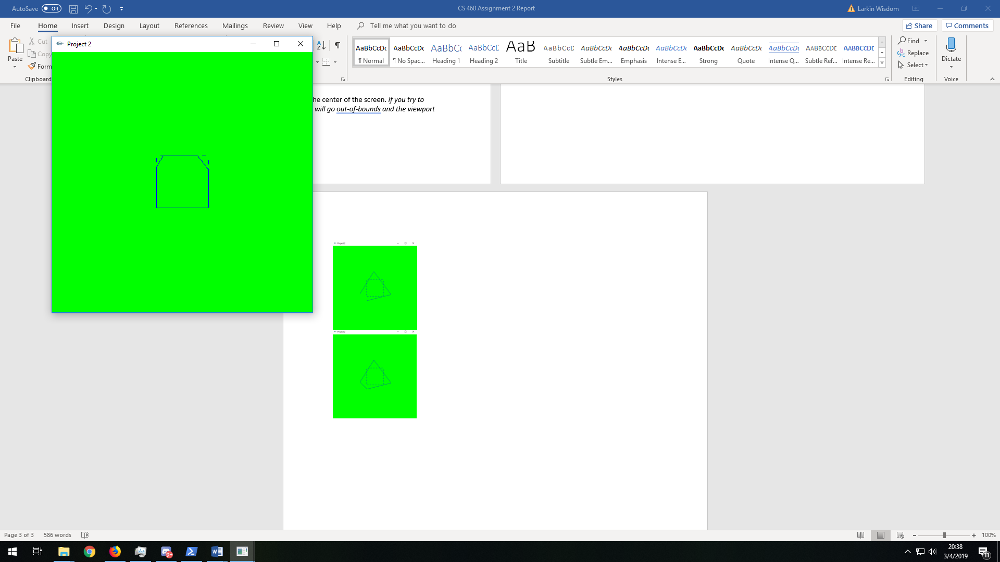 AutoSave Off
CS 460 Assignment 2 Report
Larkin Wisdom
File Home Insert Design Layout References Mailings Review View Help Tell me what you want to do
Share Comments
Paste
Cut
Copy
Form
Clipboard
Project 2
AaBbCcDc AaBbCcDc AaBbCc AaBbCcD AaB AaBbCcD AaBbCcDc AaBbCcDc AaBbCcDc AaBbCcDc AaBbCcDc AaBbCcDc AABBCCDE AABBCCDE
¶ Normal ¶ No Spac... Heading 1 Heading 2 Title Subtitle Subtle Em... Emphasis Intense E... Strong Quote Intense Q... Subtle Ref... Intense Re...
Styles
Find
Replace
Select
Editing
Dictate
Voice
he center of the screen. If you try to
will go out-of-bounds and the viewport
Project 2
Project 2
Page 3 of 3 586 words
100%
9+
20:38
3/4/2019
11